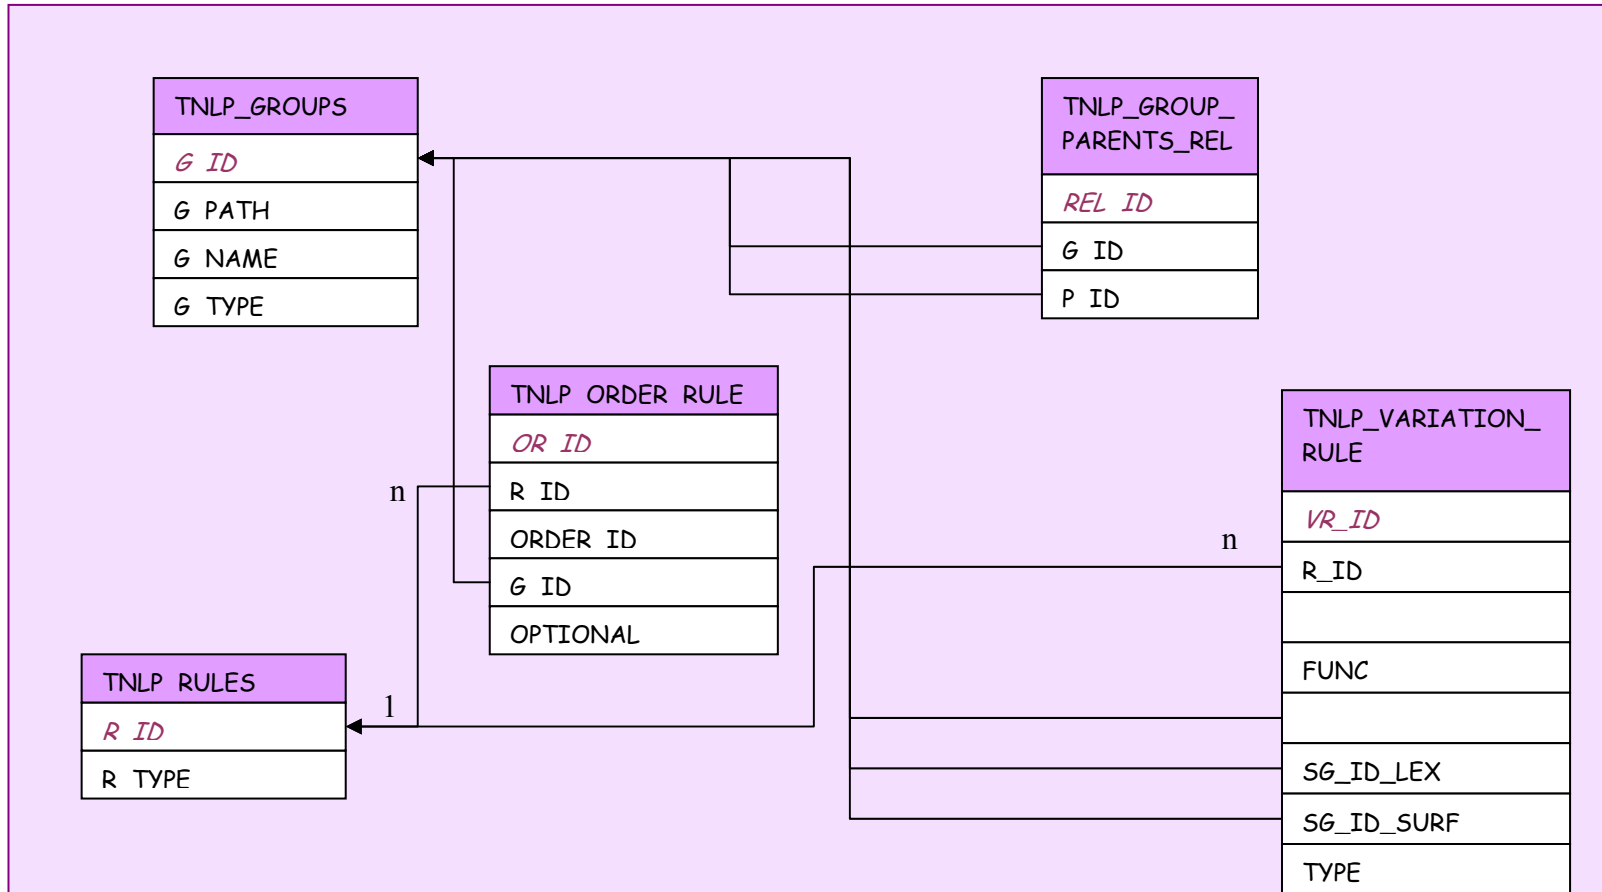 TNLP_GROUPS
G ID
G PATH
G NAME
G TYPE
TNLP_GROUP_
PARENTS_REL
REL ID
G ID
P ID
TNLP ORDER RULE
OR ID
R ID
ORDER ID
G ID
OPTIONAL
n
TNLP_VARIATION_
RULE
VR_ID
R_ID
FUNC
SG_ID_LEX
SG_ID_SURF
TYPE
n
TNLP RULES
R ID
R TYPE
1